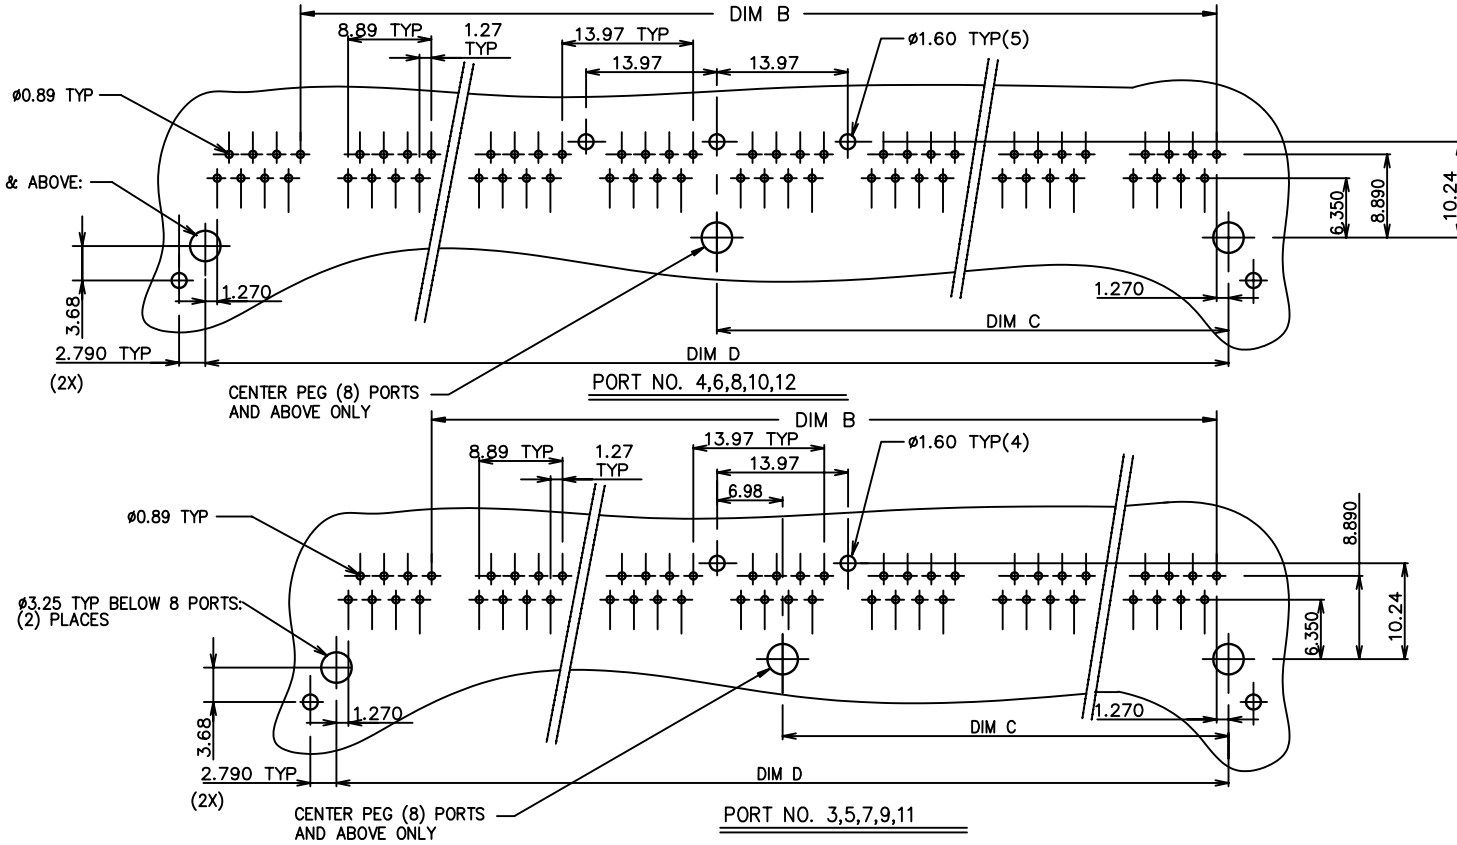 DIM B
8.89 TYP
1.27
TYP
13.97 TYP
ø1.60 TYP(5)
13.97
13.97
ø0.89 TYP
& ABOVE:
6.350
8.890
10.24
3.68
1.270
1.270
DIM C
2.790 TYP
(2X)
DIM D
CENTER PEG (8) PORTS
AND ABOVE ONLY
PORT NO. 4,6,8,10,12
DIM B
8.89 TYP
1.27
TYP
13.97 TYP
ø1.60 TYP(4)
13.97
6.98
ø0.89 TYP
8.890
ø3.25 TYP BELOW 8 PORTS:
(2) PLACES
6.350
10.24
3.68
1.270
1.270
DIM C
2.790 TYP
(2X)
DIM D
CENTER PEG (8) PORTS
AND ABOVE ONLY
PORT NO. 3,5,7,9,11